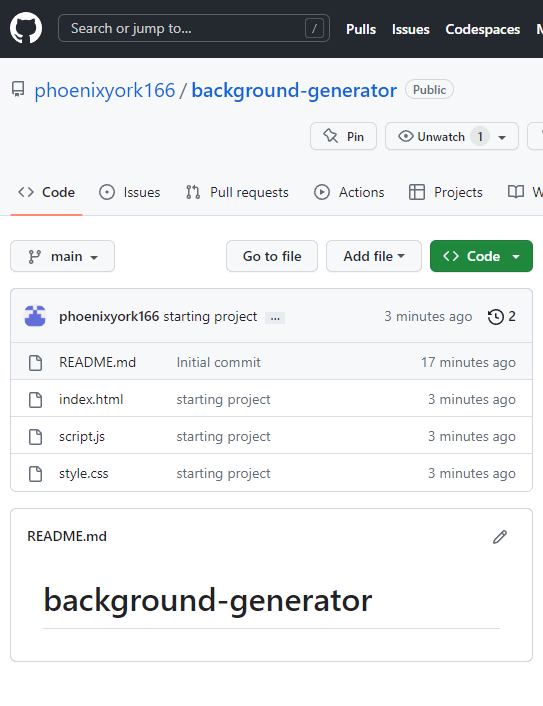 Search or jump to... /
Pulls Issues Codespaces M
phoenixyork166 / background-generator Public
Pin Unwatch 1
Code Issues Pull requests Actions Projects W
main Go to file Add file Code
phoenixyork166 starting project ... 3 minutes ago 2
README.md Initial commit 17 minutes ago
index.html starting project 3 minutes ago
script.js starting project 3 minutes ago
style.css starting project 3 minutes ago
README.md
background-generator